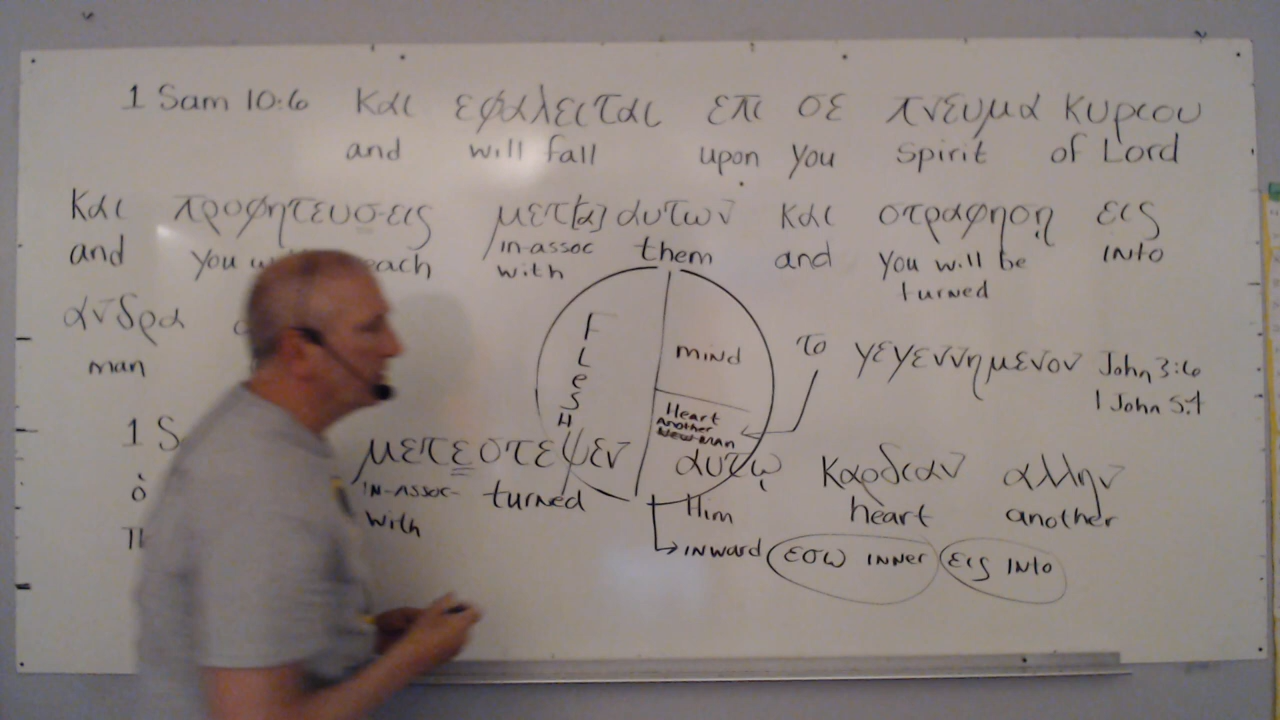 1 Sam 10:6 και εφαλειται επι σε πνευμα κυριου
and will fall upon you spirit of Lord
και προφητευσεις μετ[α] αυτων και στραφηση εις
and you each in-assoc with them and you will be turned into
ανδρα
man
FLeSH
mind
Heart
Another
New-man
το γεγεννημενον John 3:6
1 John 5:4
1 S μετεστεψεν αυτῳ καρδιαν αλλην
in-assoc-with turned Him heart another
inward εσω inner εις into